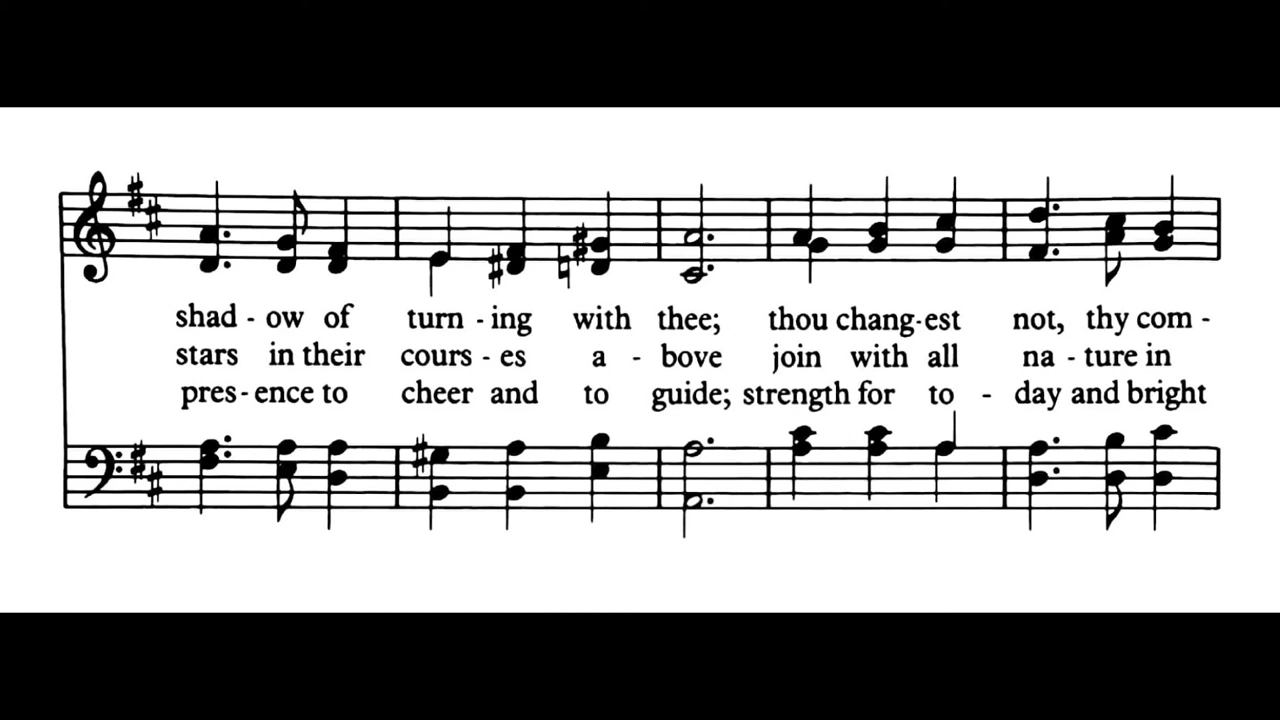 shad - ow of turn - ing with thee; thou chang-est not, thy com -
stars in their cours - es a - bove join with all na - ture in
pres - ence to cheer and to guide; strength for to - day and bright